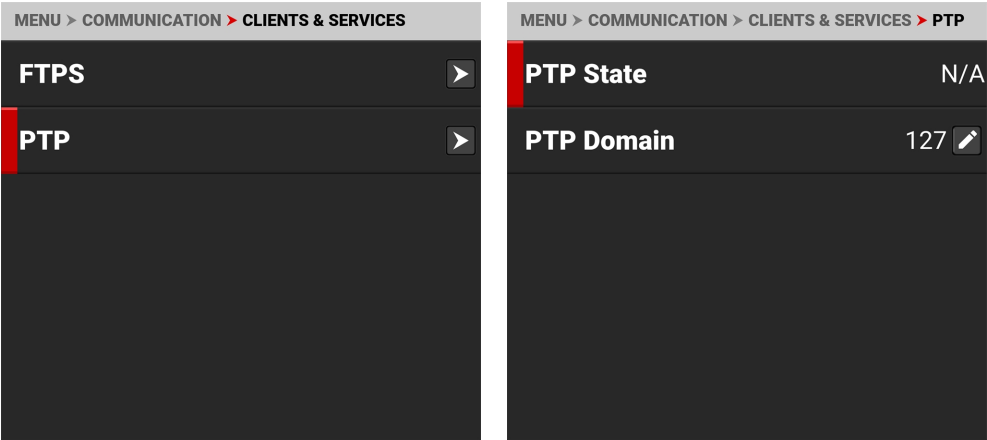 MENU > COMMUNICATION > CLIENTS & SERVICES
FTPS
PTP
MENU > COMMUNICATION > CLIENTS & SERVICES > PTP
PTP State N/A
PTP Domain 127